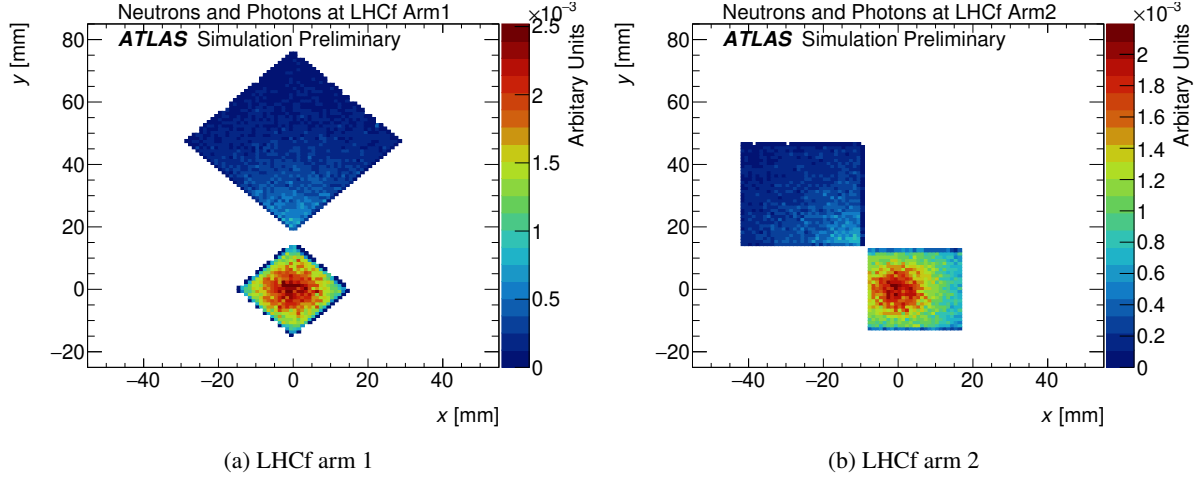 Neutrons and Photons at LHCf Arm1
×10⁻³
ATLAS Simulation Preliminary
y [mm]
80
60
40
20
0
−20
−40 −20 0 20 40
x [mm]
2.5
2
1.5
1
0.5
0
Arbitary Units
(a) LHCf arm 1
Neutrons and Photons at LHCf Arm2
×10⁻³
ATLAS Simulation Preliminary
y [mm]
80
60
40
20
0
−20
−40 −20 0 20 40
x [mm]
2
1.8
1.6
1.4
1.2
1
0.8
0.6
0.4
0.2
0
Arbitary Units
(b) LHCf arm 2